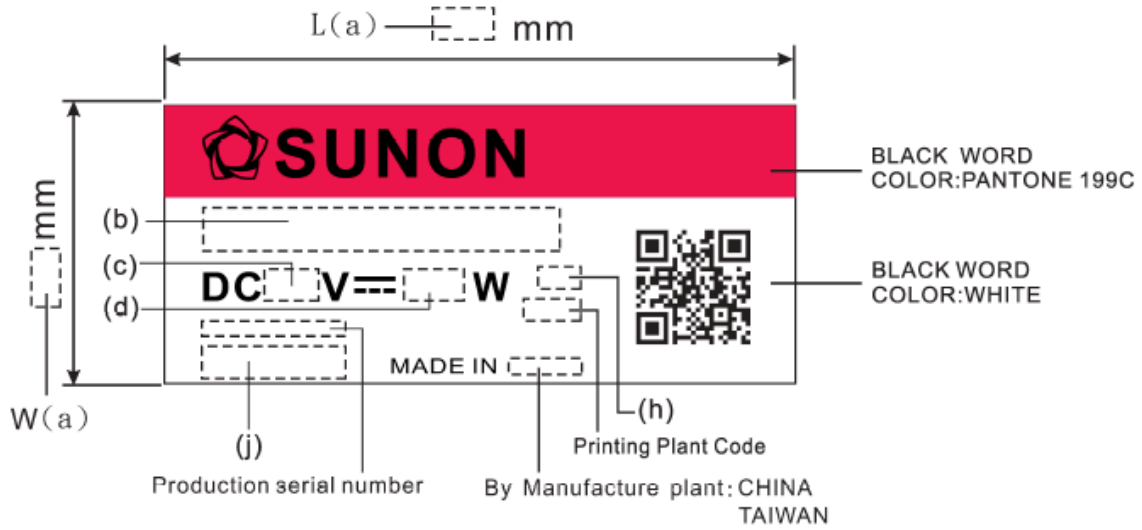 L(a) mm
SUNON
BLACK WORD
COLOR:PANTONE 199C
mm
(b)
(c)
DC V W
BLACK WORD
COLOR:WHITE
(d)
MADE IN
W(a)
(h)
(j)
Printing Plant Code
Production serial number
By Manufacture plant: CHINA
TAIWAN